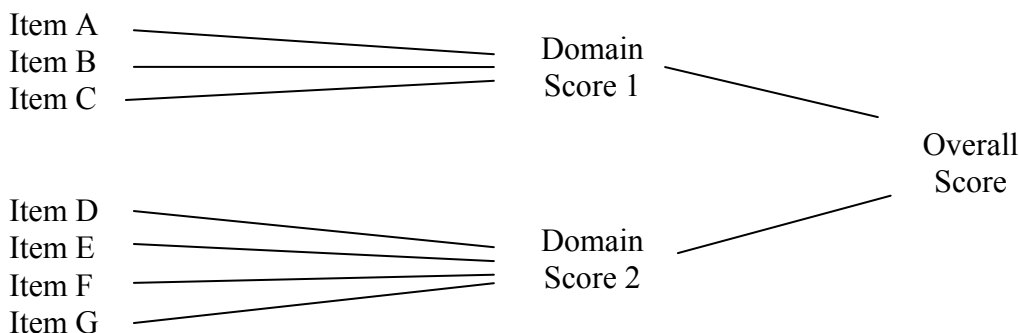 Item A
Item B
Item C
Domain
Score 1
Overall
Score
Item D
Item E
Item F
Item G
Domain
Score 2